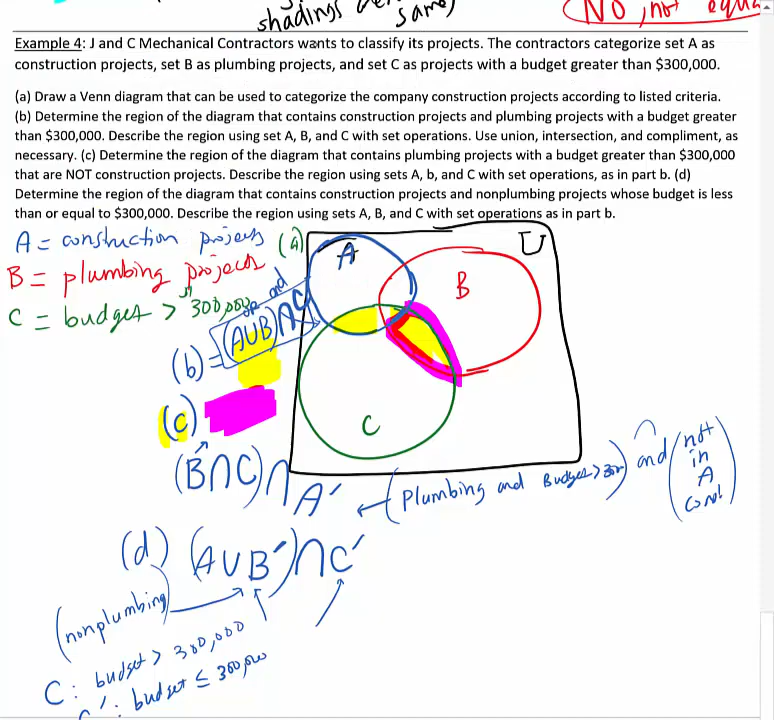 shadings
same)
No, not equa
Example 4: J and C Mechanical Contractors wants to classify its projects. The contractors categorize set A as
construction projects, set B as plumbing projects, and set C as projects with a budget greater than $300,000.
(a) Draw a Venn diagram that can be used to categorize the company construction projects according to listed criteria.
(b) Determine the region of the diagram that contains construction projects and plumbing projects with a budget greater
than $300,000. Describe the region using set A, B, and C with set operations. Use union, intersection, and compliment, as
necessary. (c) Determine the region of the diagram that contains plumbing projects with a budget greater than $300,000
that are NOT construction projects. Describe the region using sets A, b, and C with set operations, as in part b. (d)
Determine the region of the diagram that contains construction projects and nonplumbing projects whose budget is less
than or equal to $300,000. Describe the region using sets A, B, and C with set operations as in part b.
A = construction projects (a)
B = plumbing projects
C = budgets > 300,000
U
A
B
C
or and
(b) = (A∪B)∩C
(c)
(B∩C)∩A′ ← (Plumbing and Budgets > 300) and (not in A const)
(d) (A∪B′)∩C′
(nonplumbing)
C: budget > 300,000
C′: budget ≤ 300,000